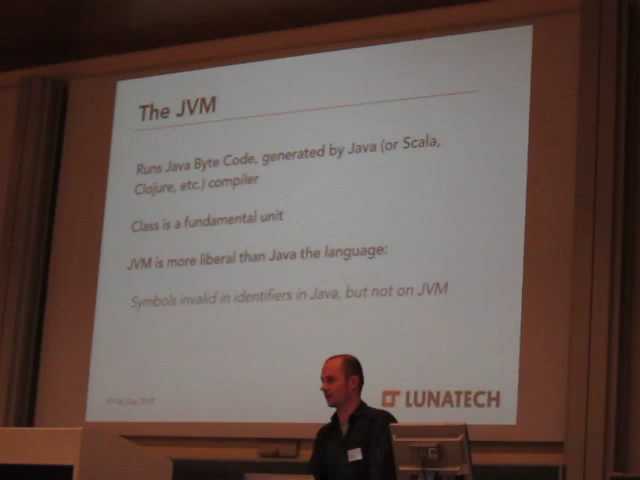 The JVM
Runs Java Byte Code, generated by Java (or Scala,
Clojure, etc.) compiler
Class is a fundamental unit
JVM is more liberal than Java the language:
Symbols invalid in identifiers in Java, but not on JVM
Day
LUNATECH